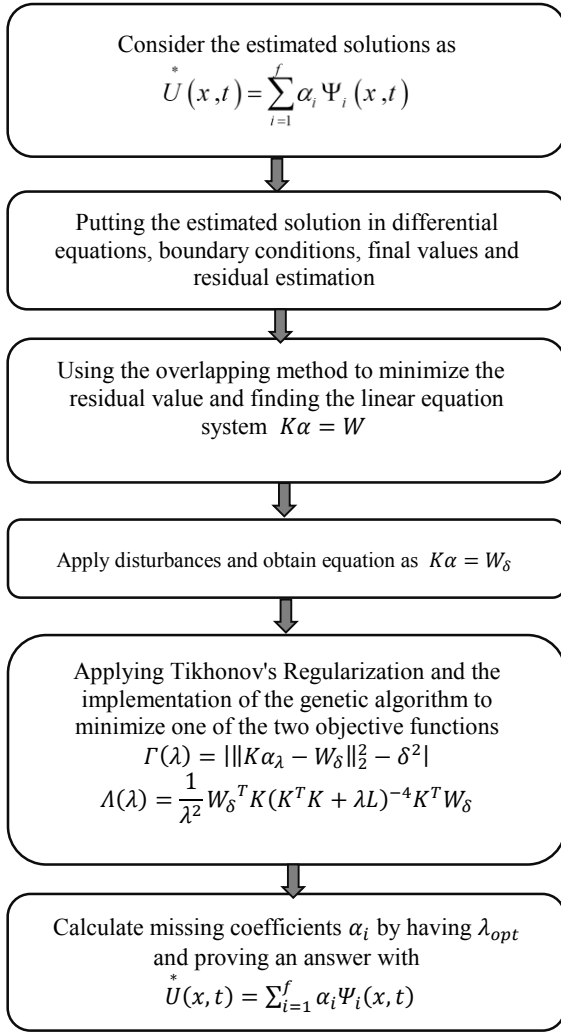 Consider the estimated solutions as
U^*(x,t) = ∑_{i=1}^{f} α_i Ψ_i (x,t)
Putting the estimated solution in differential
equations, boundary conditions, final values and
residual estimation
Using the overlapping method to minimize the
residual value and finding the linear equation
system Kα = W
Apply disturbances and obtain equation as Kα = W_δ
Applying Tikhonov's Regularization and the
implementation of the genetic algorithm to
minimize one of the two objective functions
Γ(λ) = |‖Kα_λ − W_δ‖_2^2 − δ^2|
Λ(λ) = \frac{1}{λ^2} W_δ^T K(K^T K + λL)^{-4} K^T W_δ
Calculate missing coefficients α_i by having λ_{opt}
and proving an answer with
U^*(x,t) = ∑_{i=1}^{f} α_i Ψ_i(x,t)